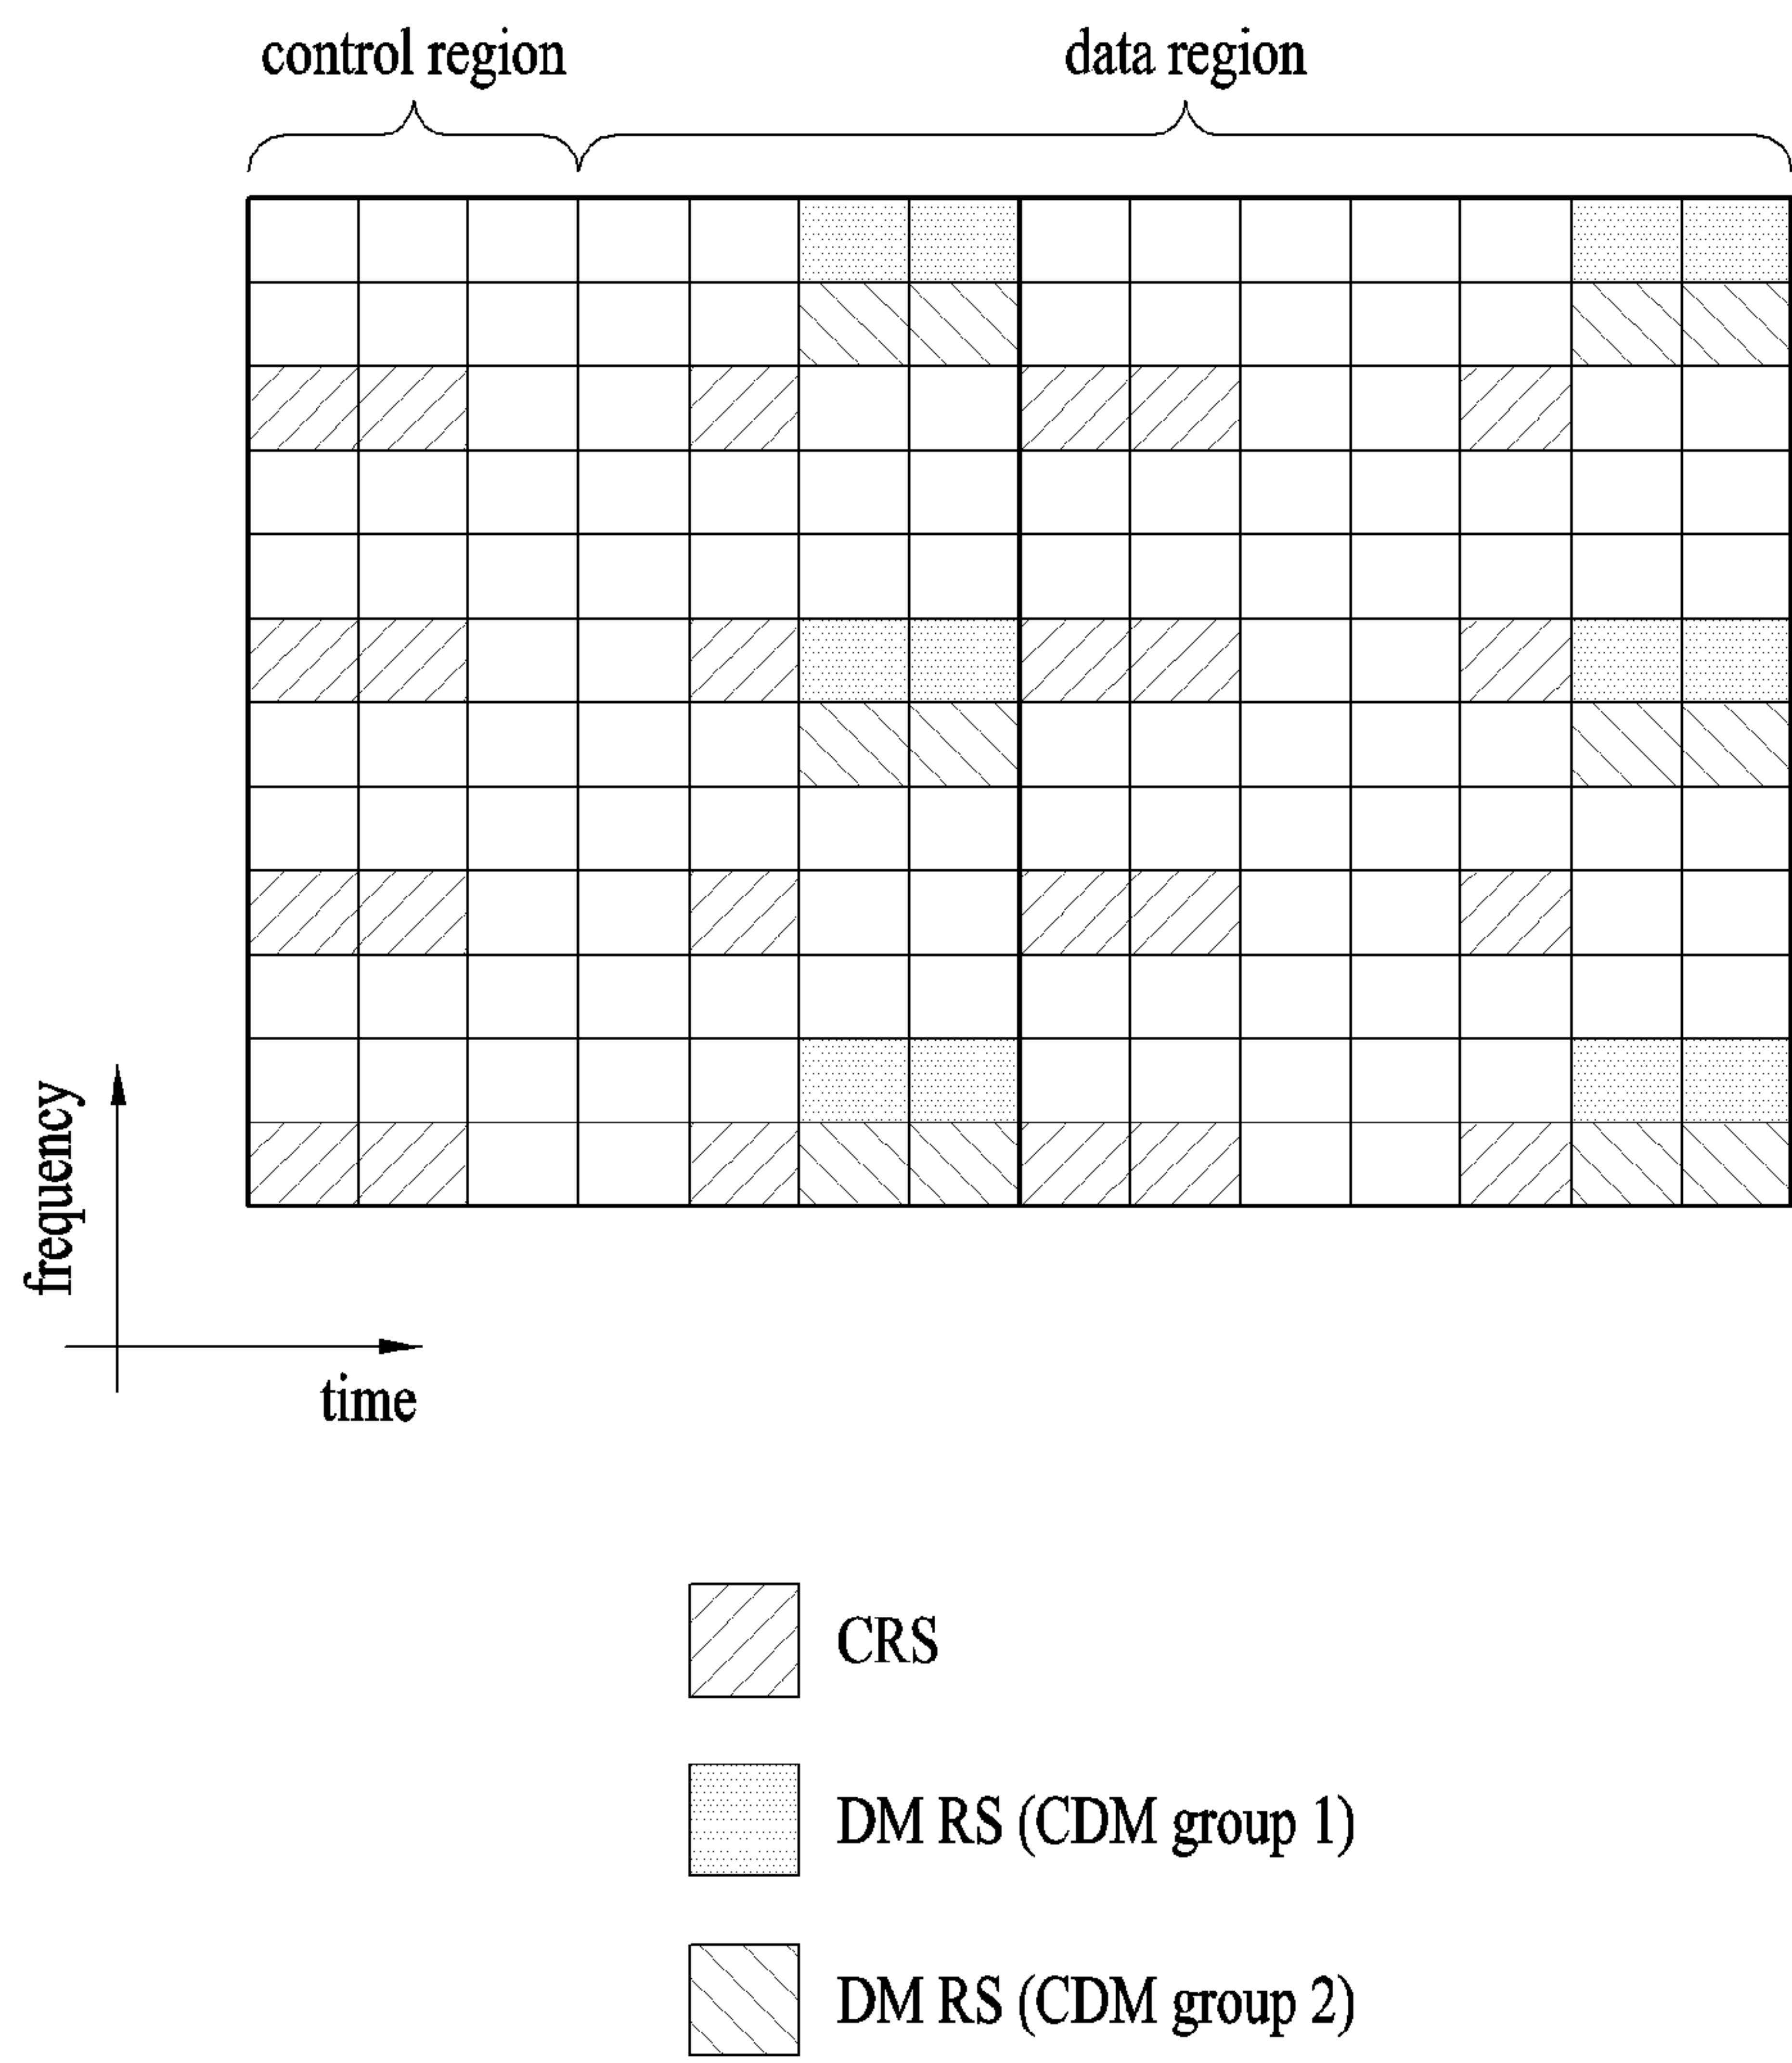 control region
data region
frequency
time
CRS
DM RS (CDM group 1)
DM RS (CDM group 2)